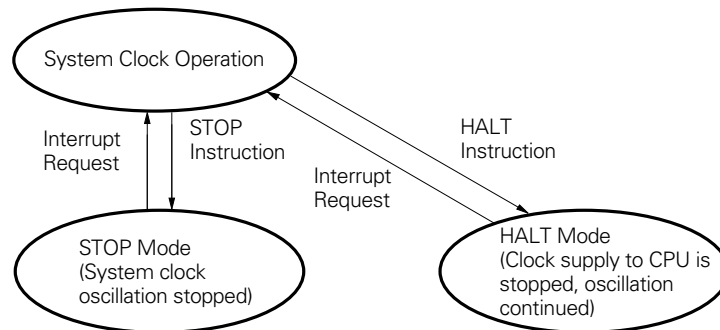 System Clock Operation
Interrupt
Request
STOP
Instruction
HALT
Instruction
Interrupt
Request
STOP Mode
(System clock
oscillation stopped)
HALT Mode
(Clock supply to CPU is
stopped, oscillation
continued)